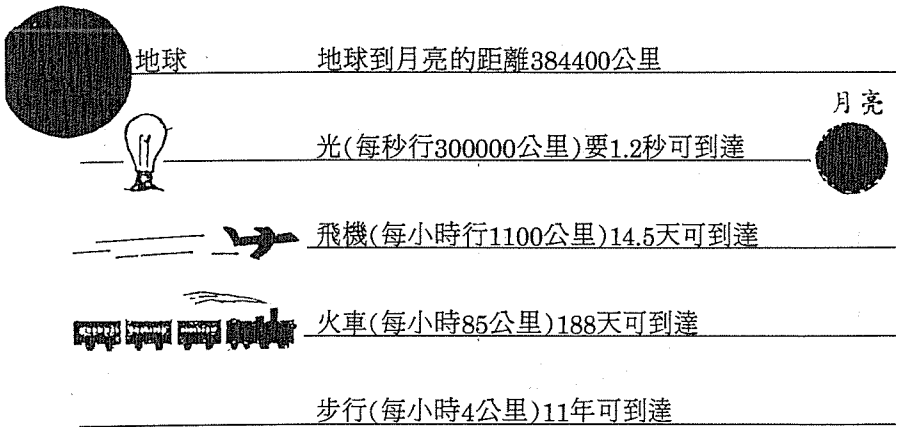 地球
地球到月亮的距離384400公里
月亮
光(每秒行300000公里)要1.2秒可到達
飛機(每小時行1100公里)14.5天可到達
火車(每小時85公里)188天可到達
步行(每小時4公里)11年可到達